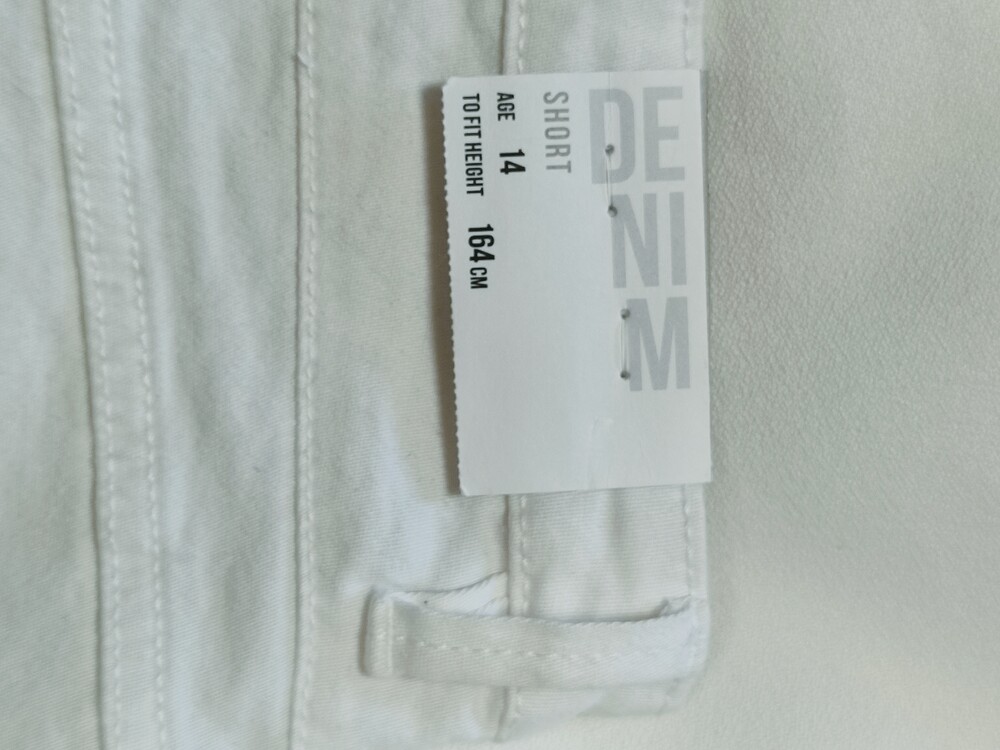 DE
NI
M
SHORT
AGE 14
TO FIT HEIGHT 164 CM